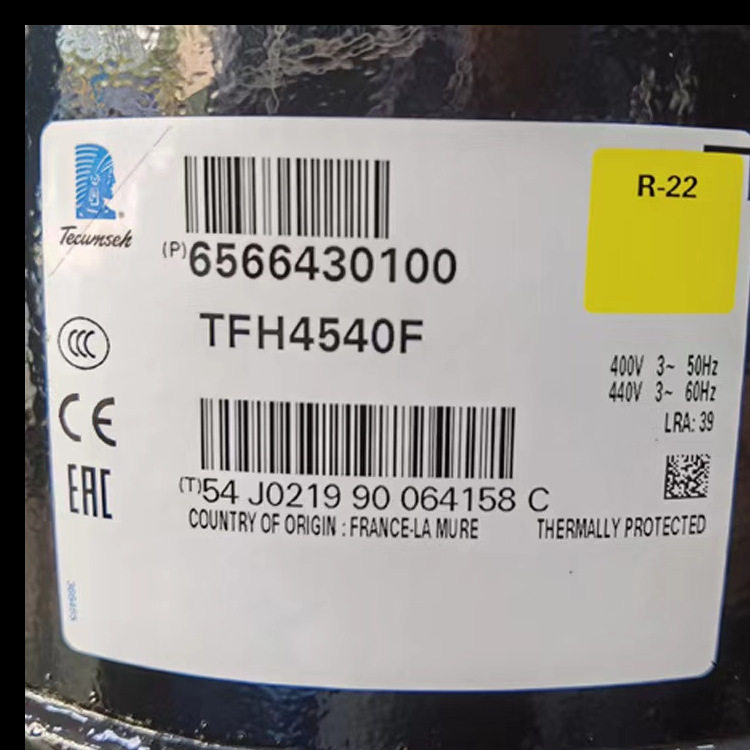 Tecumseh
R-22
(P)6566430100
TFH4540F
CCC
400V 3~ 50Hz
440V 3~ 60Hz
LRA: 39
CE
EAC
(T)54 J0219 90 064158 C
COUNTRY OF ORIGIN : FRANCE-LA MURE
THERMALLY PROTECTED